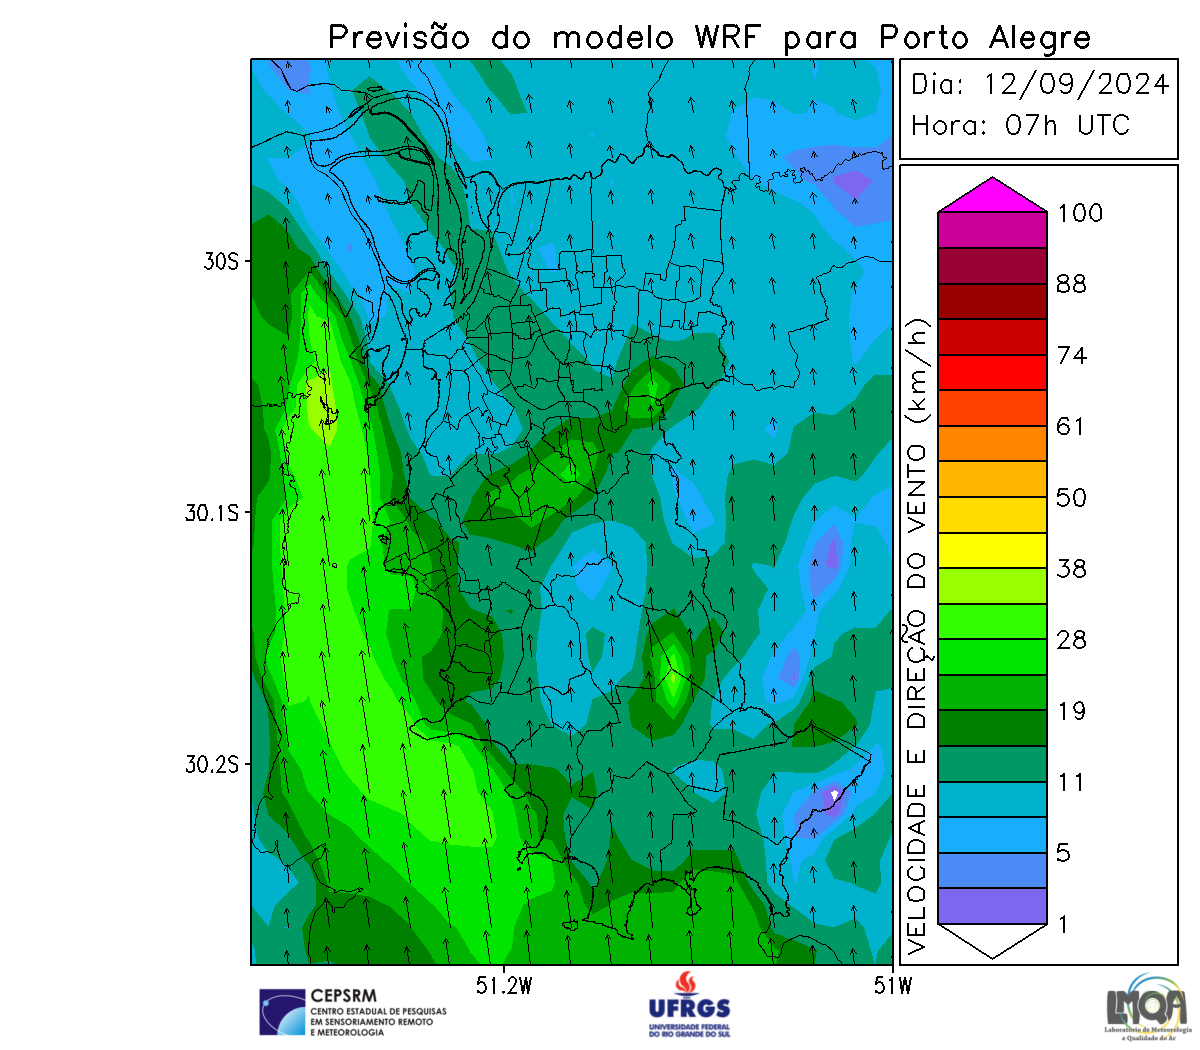 Previsão do modelo WRF para Porto Alegre
Dia: 12/09/2024
Hora: 07h UTC
30S
30.1S
30.2S
51.2W
51W
VELOCIDADE E DIREÇÃO DO VENTO (km/h)
100
88
74
61
50
38
28
19
11
5
1
CEPSRM
CENTRO ESTADUAL DE PESQUISAS
EM SENSORIAMENTO REMOTO
E METEOROLOGIA
UFRGS
UNIVERSIDADE FEDERAL
DO RIO GRANDE DO SUL
LMQA
Laboratório de Meteorologia
e Qualidade do Ar